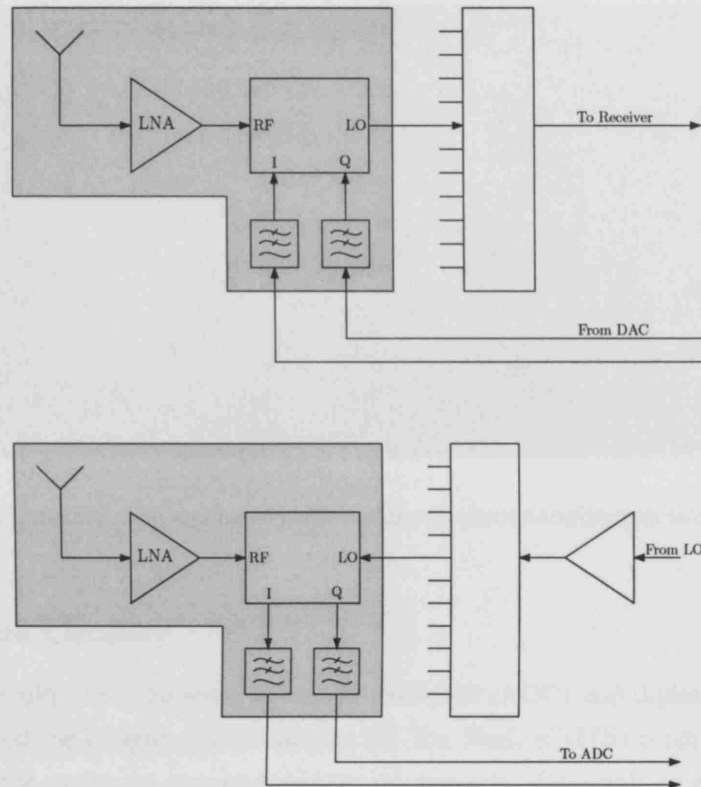 LNA
RF
LO
I
Q
To Receiver
From DAC
LNA
RF
LO
I
Q
From LO
To ADC